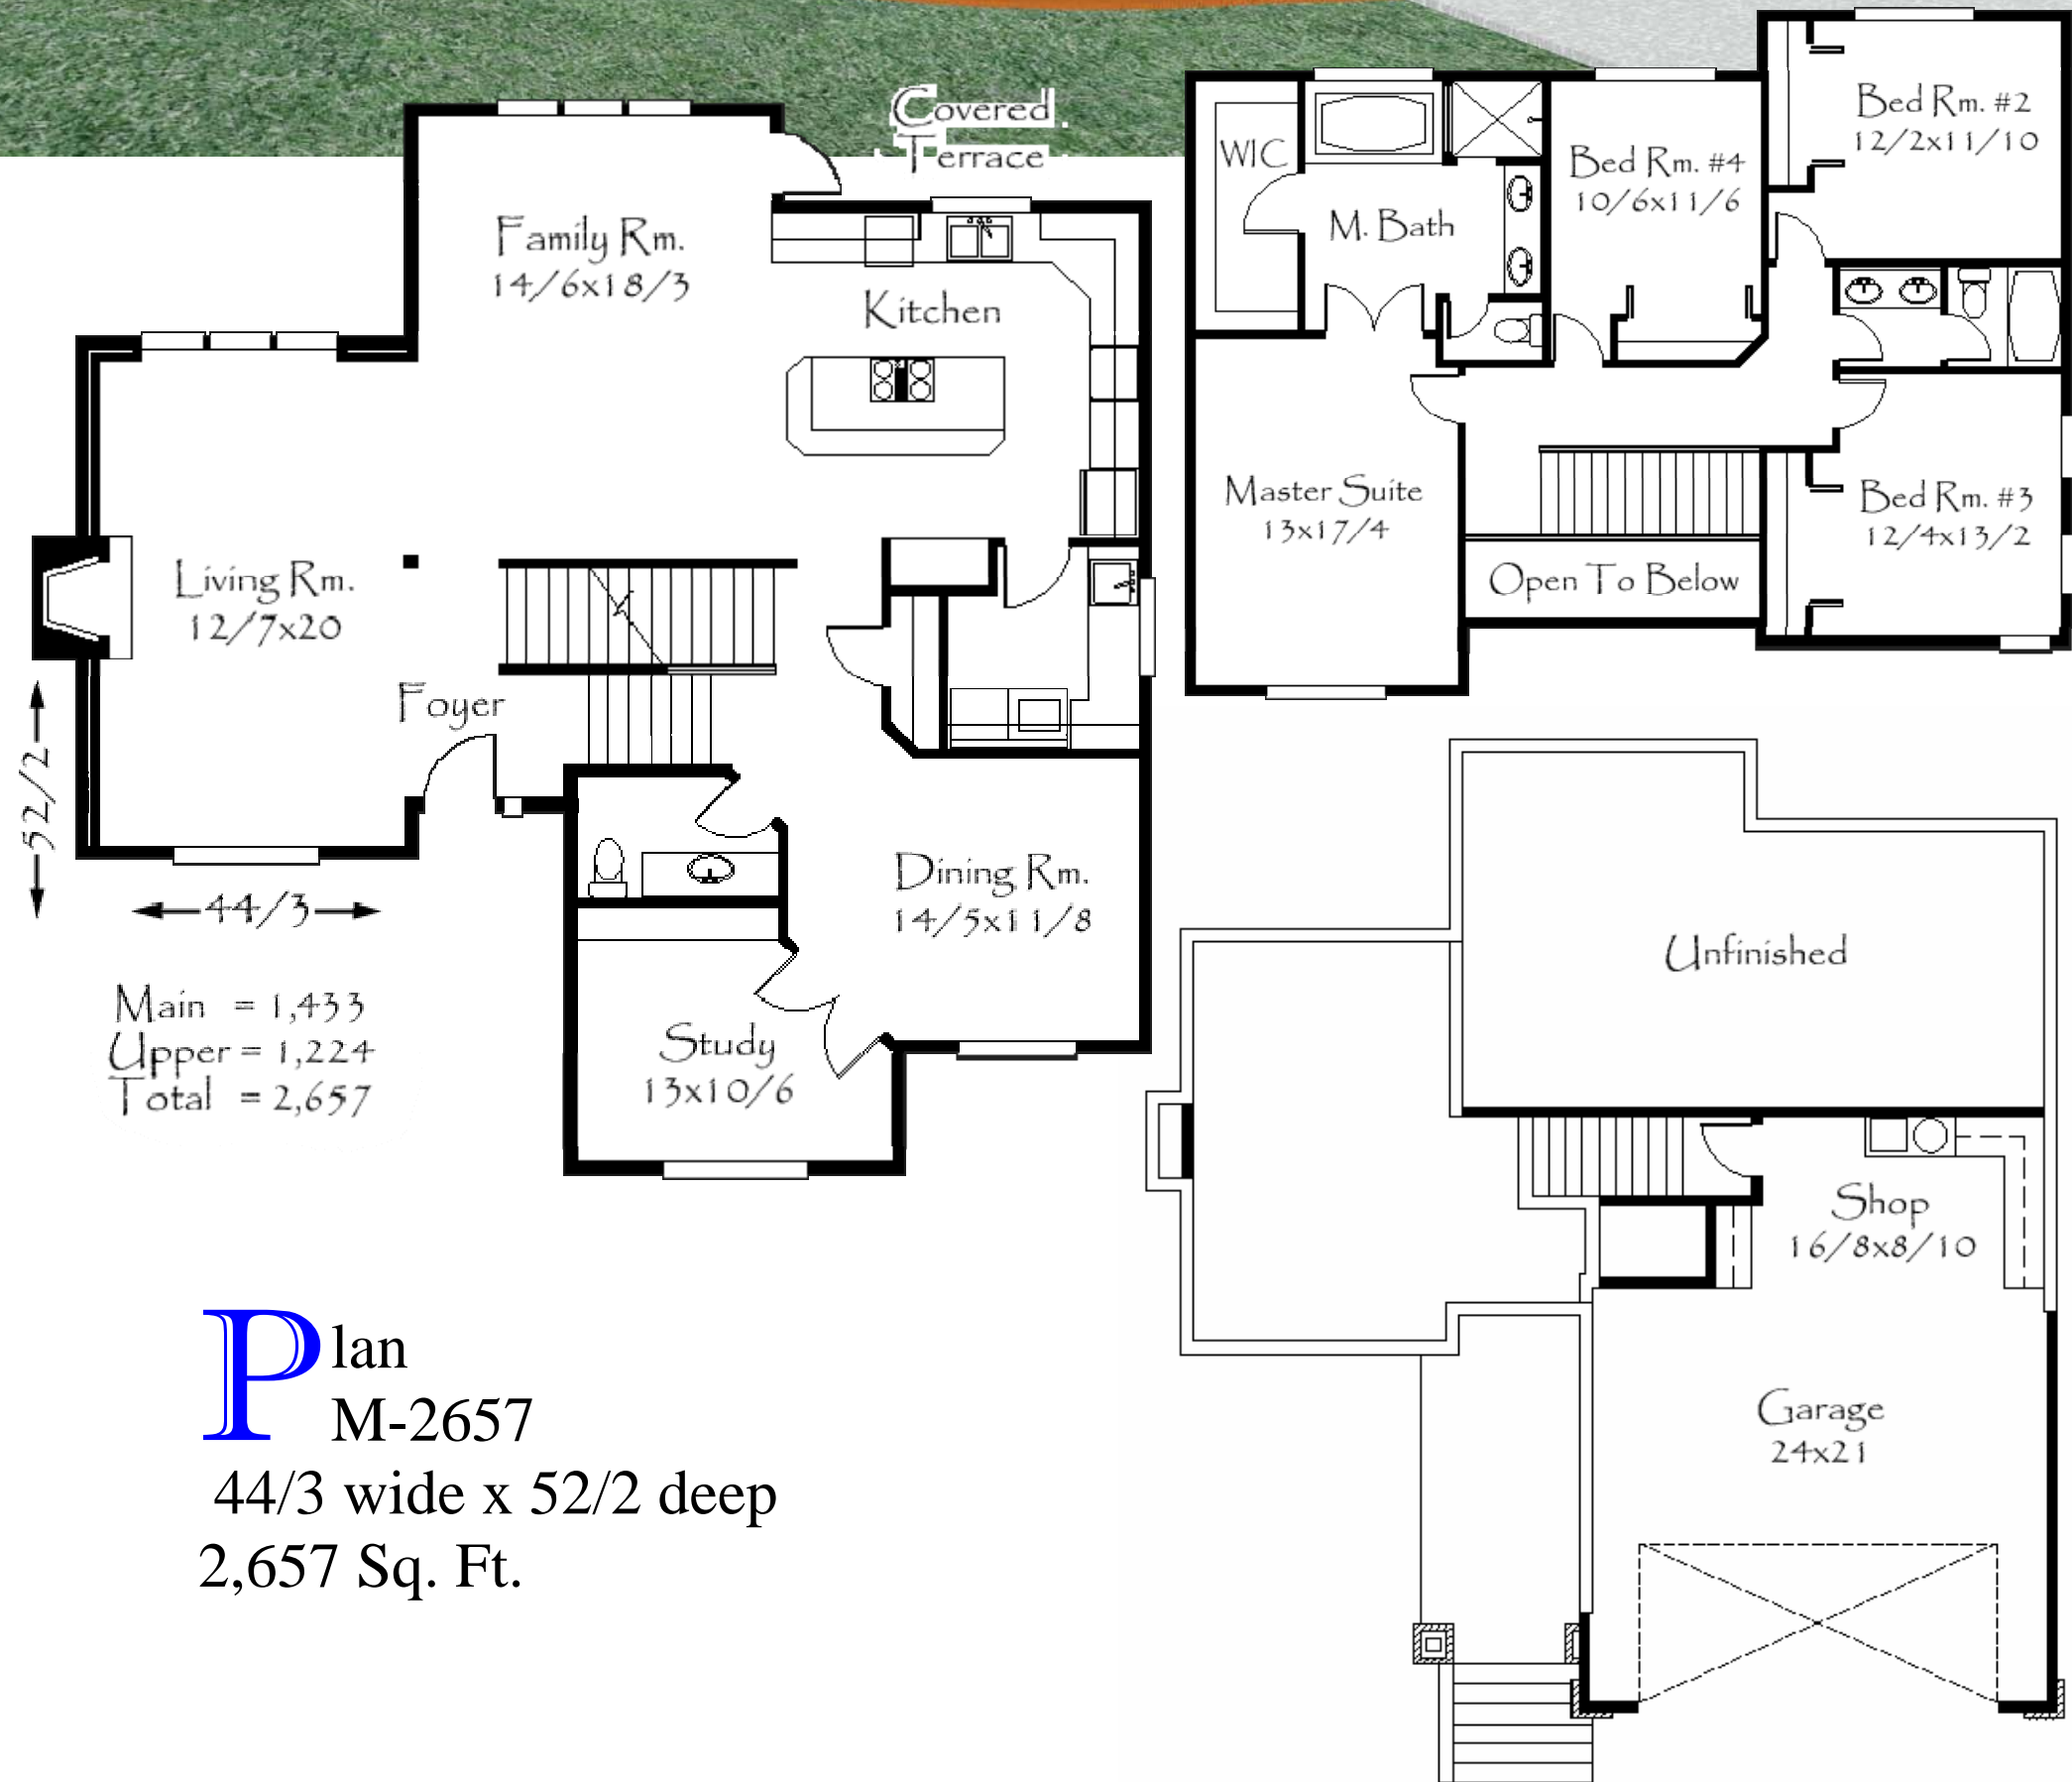 Covered
Terrace
Family Rm.
14/6x18/3
Kitchen
Living Rm.
12/7x20
Foyer
52/2
44/3
Dining Rm.
14/5x11/8
Study
13x10/6
Main = 1,433
Upper = 1,224
Total = 2,657
WIC
M. Bath
Bed Rm. #4
10/6x11/6
Bed Rm. #2
12/2x11/10
Master Suite
13x17/4
Bed Rm. #3
12/4x13/2
Open To Below
Unfinished
Shop
16/8x8/10
Garage
24x21
Plan
M-2657
44/3 wide x 52/2 deep
2,657 Sq. Ft.